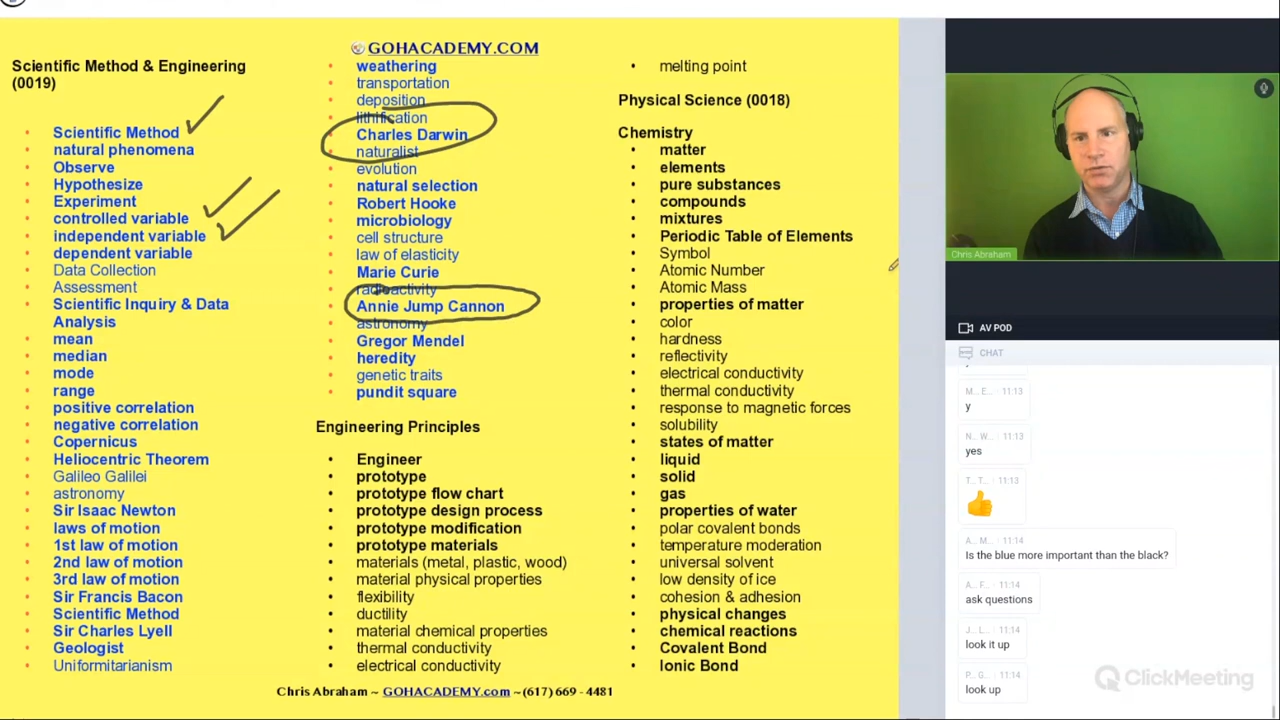 GOHACADEMY.COM
Scientific Method & Engineering
(0019)
Scientific Method
natural phenomena
Observe
Hypothesize
Experiment
controlled variable
independent variable
dependent variable
Data Collection
Assessment
Scientific Inquiry & Data
Analysis
mean
median
mode
range
positive correlation
negative correlation
Copernicus
Heliocentric Theorem
Galileo Galilei
astronomy
Sir Isaac Newton
laws of motion
1st law of motion
2nd law of motion
3rd law of motion
Sir Francis Bacon
Scientific Method
Sir Charles Lyell
Geologist
Uniformitarianism
weathering
transportation
deposition
lithification
Charles Darwin
naturalist
evolution
natural selection
Robert Hooke
microbiology
cell structure
law of elasticity
Marie Curie
radioactivity
Annie Jump Cannon
astronomy
Gregor Mendel
heredity
genetic traits
pundit square
Engineering Principles
Engineer
prototype
prototype flow chart
prototype design process
prototype modification
prototype materials
materials (metal, plastic, wood)
material physical properties
flexibility
ductility
material chemical properties
thermal conductivity
electrical conductivity
melting point
Physical Science (0018)
Chemistry
matter
elements
pure substances
compounds
mixtures
Periodic Table of Elements
Symbol
Atomic Number
Atomic Mass
properties of matter
color
hardness
reflectivity
electrical conductivity
thermal conductivity
response to magnetic forces
solubility
states of matter
liquid
solid
gas
properties of water
polar covalent bonds
temperature moderation
universal solvent
low density of ice
cohesion & adhesion
physical changes
chemical reactions
Covalent Bond
Ionic Bond
Chris Abraham ~ GOHACADEMY.com ~ (617) 669 - 4481
Chris Abraham
AV POD
CHAT
M... E... 11:13
y
N... W... 11:13
yes
T... T... 11:13
A... M... 11:14
Is the blue more important than the black?
A... F... 11:14
ask questions
J... L... 11:14
look it up
P... G... 11:14
look up
ClickMeeting